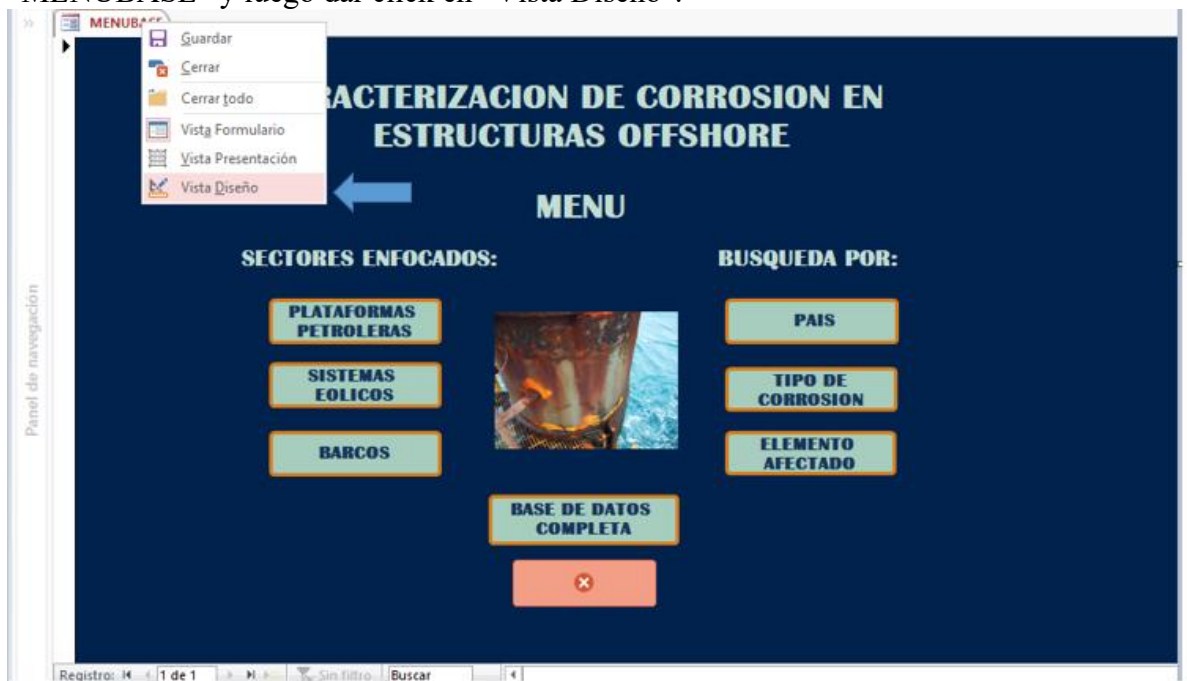 "MENUBASE" y luego dar click en "Vista Diseño".
MENUBASE
Guardar
Cerrar
Cerrar todo
Vista Formulario
Vista Presentación
Vista Diseño
RACTERIZACION DE CORROSION EN
ESTRUCTURAS OFFSHORE
MENU
SECTORES ENFOCADOS:
BUSQUEDA POR:
PLATAFORMAS
PETROLERAS
PAIS
SISTEMAS
EOLICOS
TIPO DE
CORROSION
BARCOS
ELEMENTO
AFECTADO
BASE DE DATOS
COMPLETA
Panel de navegación
Registro: 1 de 1 Sin filtro Buscar